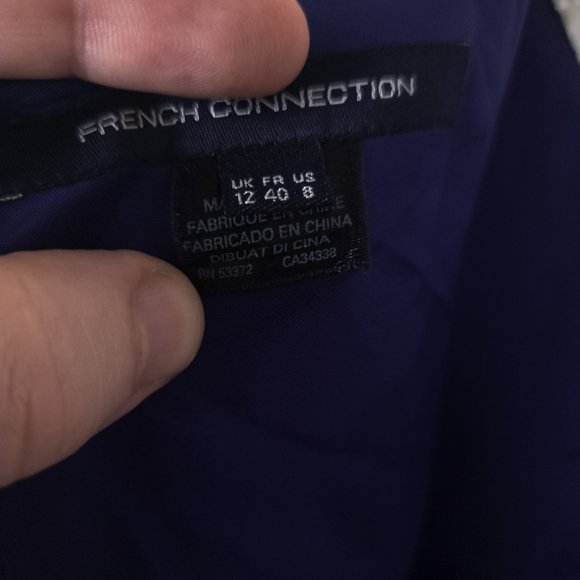 FRENCH CONNECTION
UK FR US
12 40 8
FABRIQUE EN CHINE
FABRICADO EN CHINA
DIBUAT DI CINA
RN 53372 CA34338